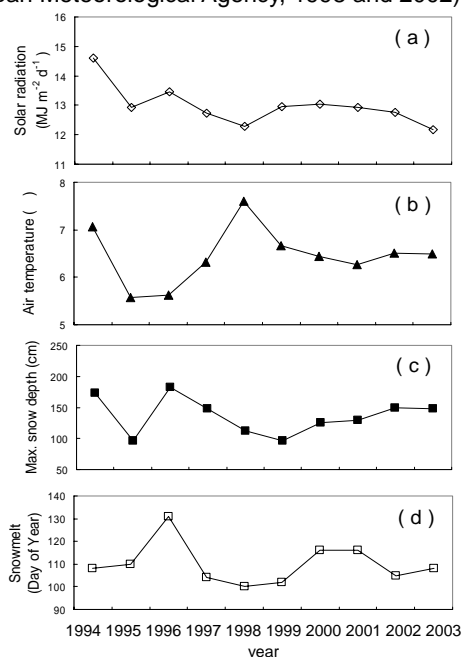 an Meteorological Agency, 1998 and 2002)
( a )
Solar radiation
(MJ m⁻² d⁻¹)
16
15
14
13
12
11
( b )
Air temperature ( )
8
7
6
5
( c )
Max. snow depth (cm)
250
200
150
100
50
( d )
Snowmelt
(Day of Year)
140
130
120
110
100
90
1994 1995 1996 1997 1998 1999 2000 2001 2002 2003
year